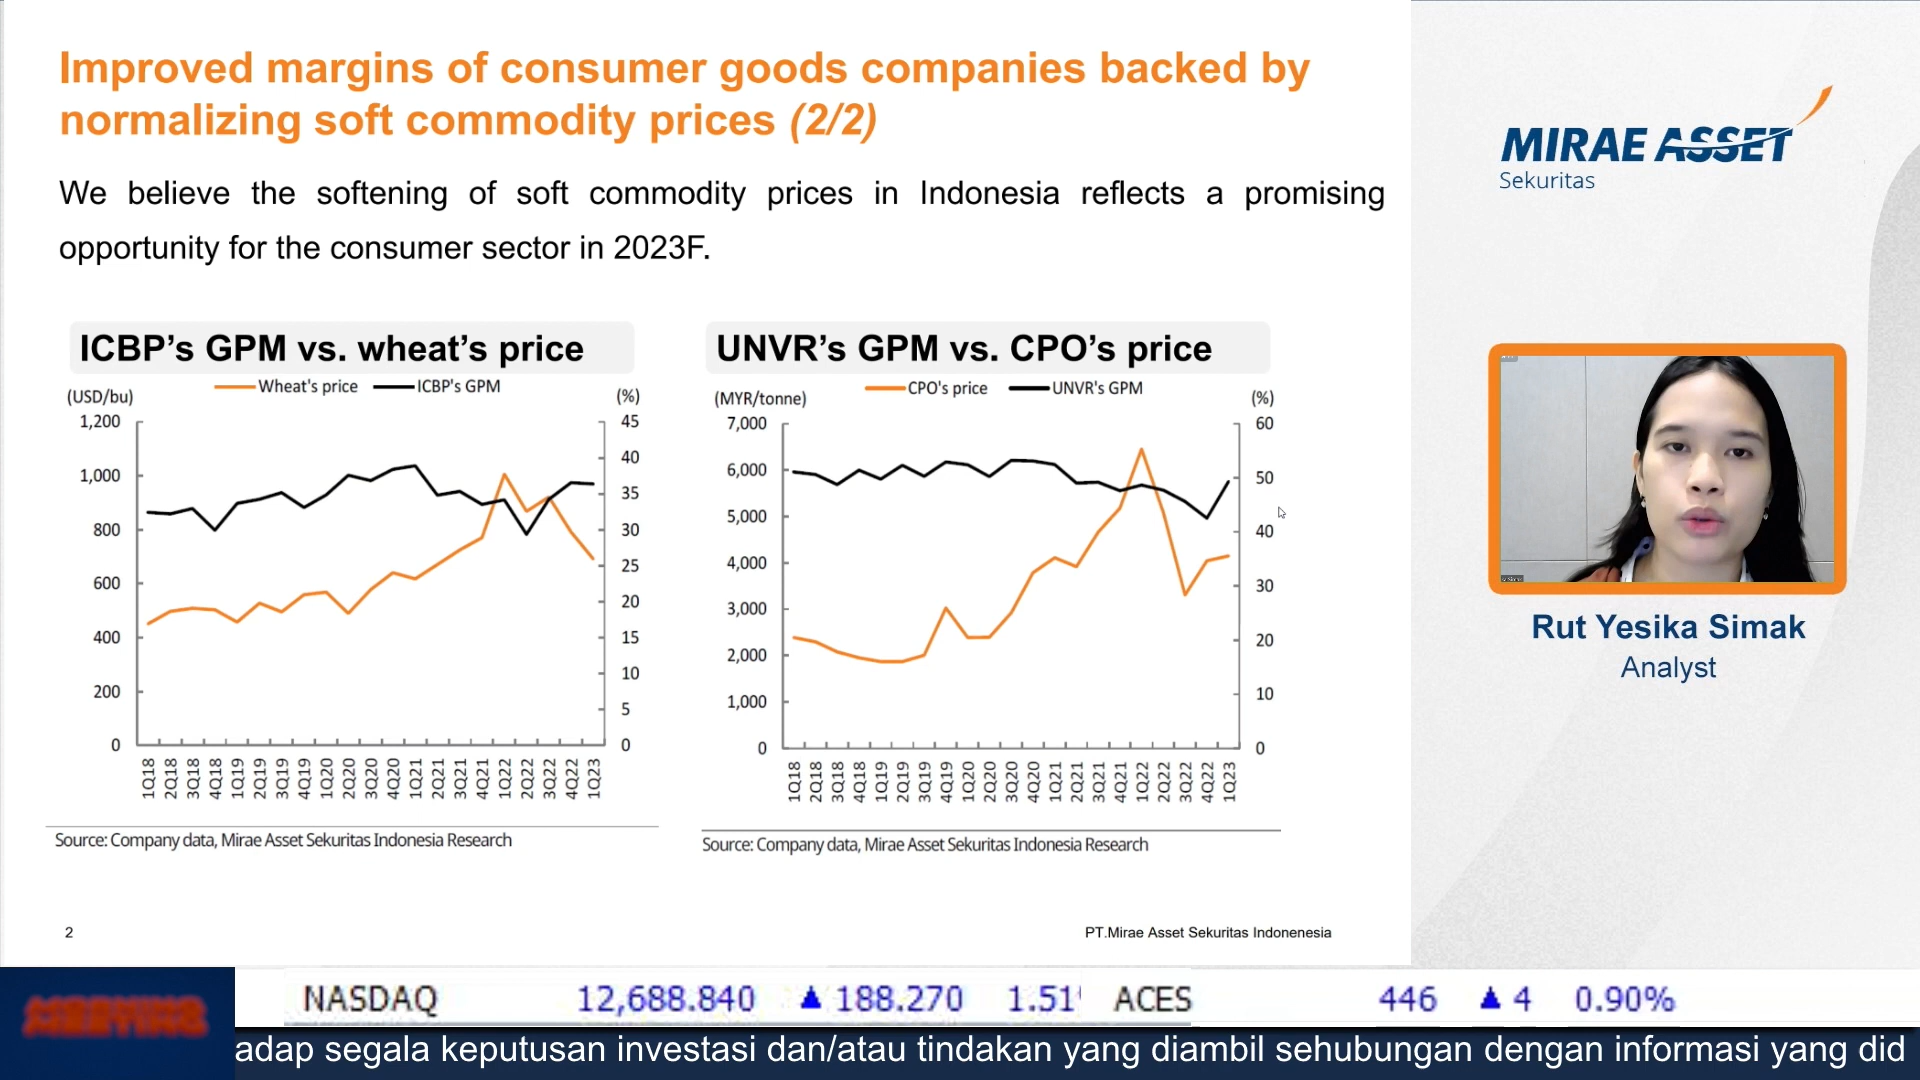 Improved margins of consumer goods companies backed by
normalizing soft commodity prices (2/2)
We believe the softening of soft commodity prices in Indonesia reflects a promising
opportunity for the consumer sector in 2023F.
ICBP's GPM vs. wheat's price
(USD/bu)
Wheat's price
ICBP's GPM
(%)
1,200
1,000
800
600
400
200
0
45
40
35
30
25
20
15
10
5
0
1Q18
2Q18
3Q18
4Q18
1Q19
2Q19
3Q19
4Q19
1Q20
2Q20
3Q20
4Q20
1Q21
2Q21
3Q21
4Q21
1Q22
2Q22
3Q22
4Q22
1Q23
Source: Company data, Mirae Asset Sekuritas Indonesia Research
UNVR's GPM vs. CPO's price
(MYR/tonne)
CPO's price
UNVR's GPM
(%)
7,000
6,000
5,000
4,000
3,000
2,000
1,000
0
60
50
40
30
20
10
0
1Q18
2Q18
3Q18
4Q18
1Q19
2Q19
3Q19
4Q19
1Q20
2Q20
3Q20
4Q20
1Q21
2Q21
3Q21
4Q21
1Q22
2Q22
3Q22
4Q22
1Q23
Source: Company data, Mirae Asset Sekuritas Indonesia Research
2
PT.Mirae Asset Sekuritas Indonenesia
MIRAE ASSET
Sekuritas
Rut Yesika Simak
Analyst
NASDAQ 12,688.840 ▲ 188.270 1.51 ACES 446 ▲ 4 0.90%
adap segala keputusan investasi dan/atau tindakan yang diambil sehubungan dengan informasi yang did